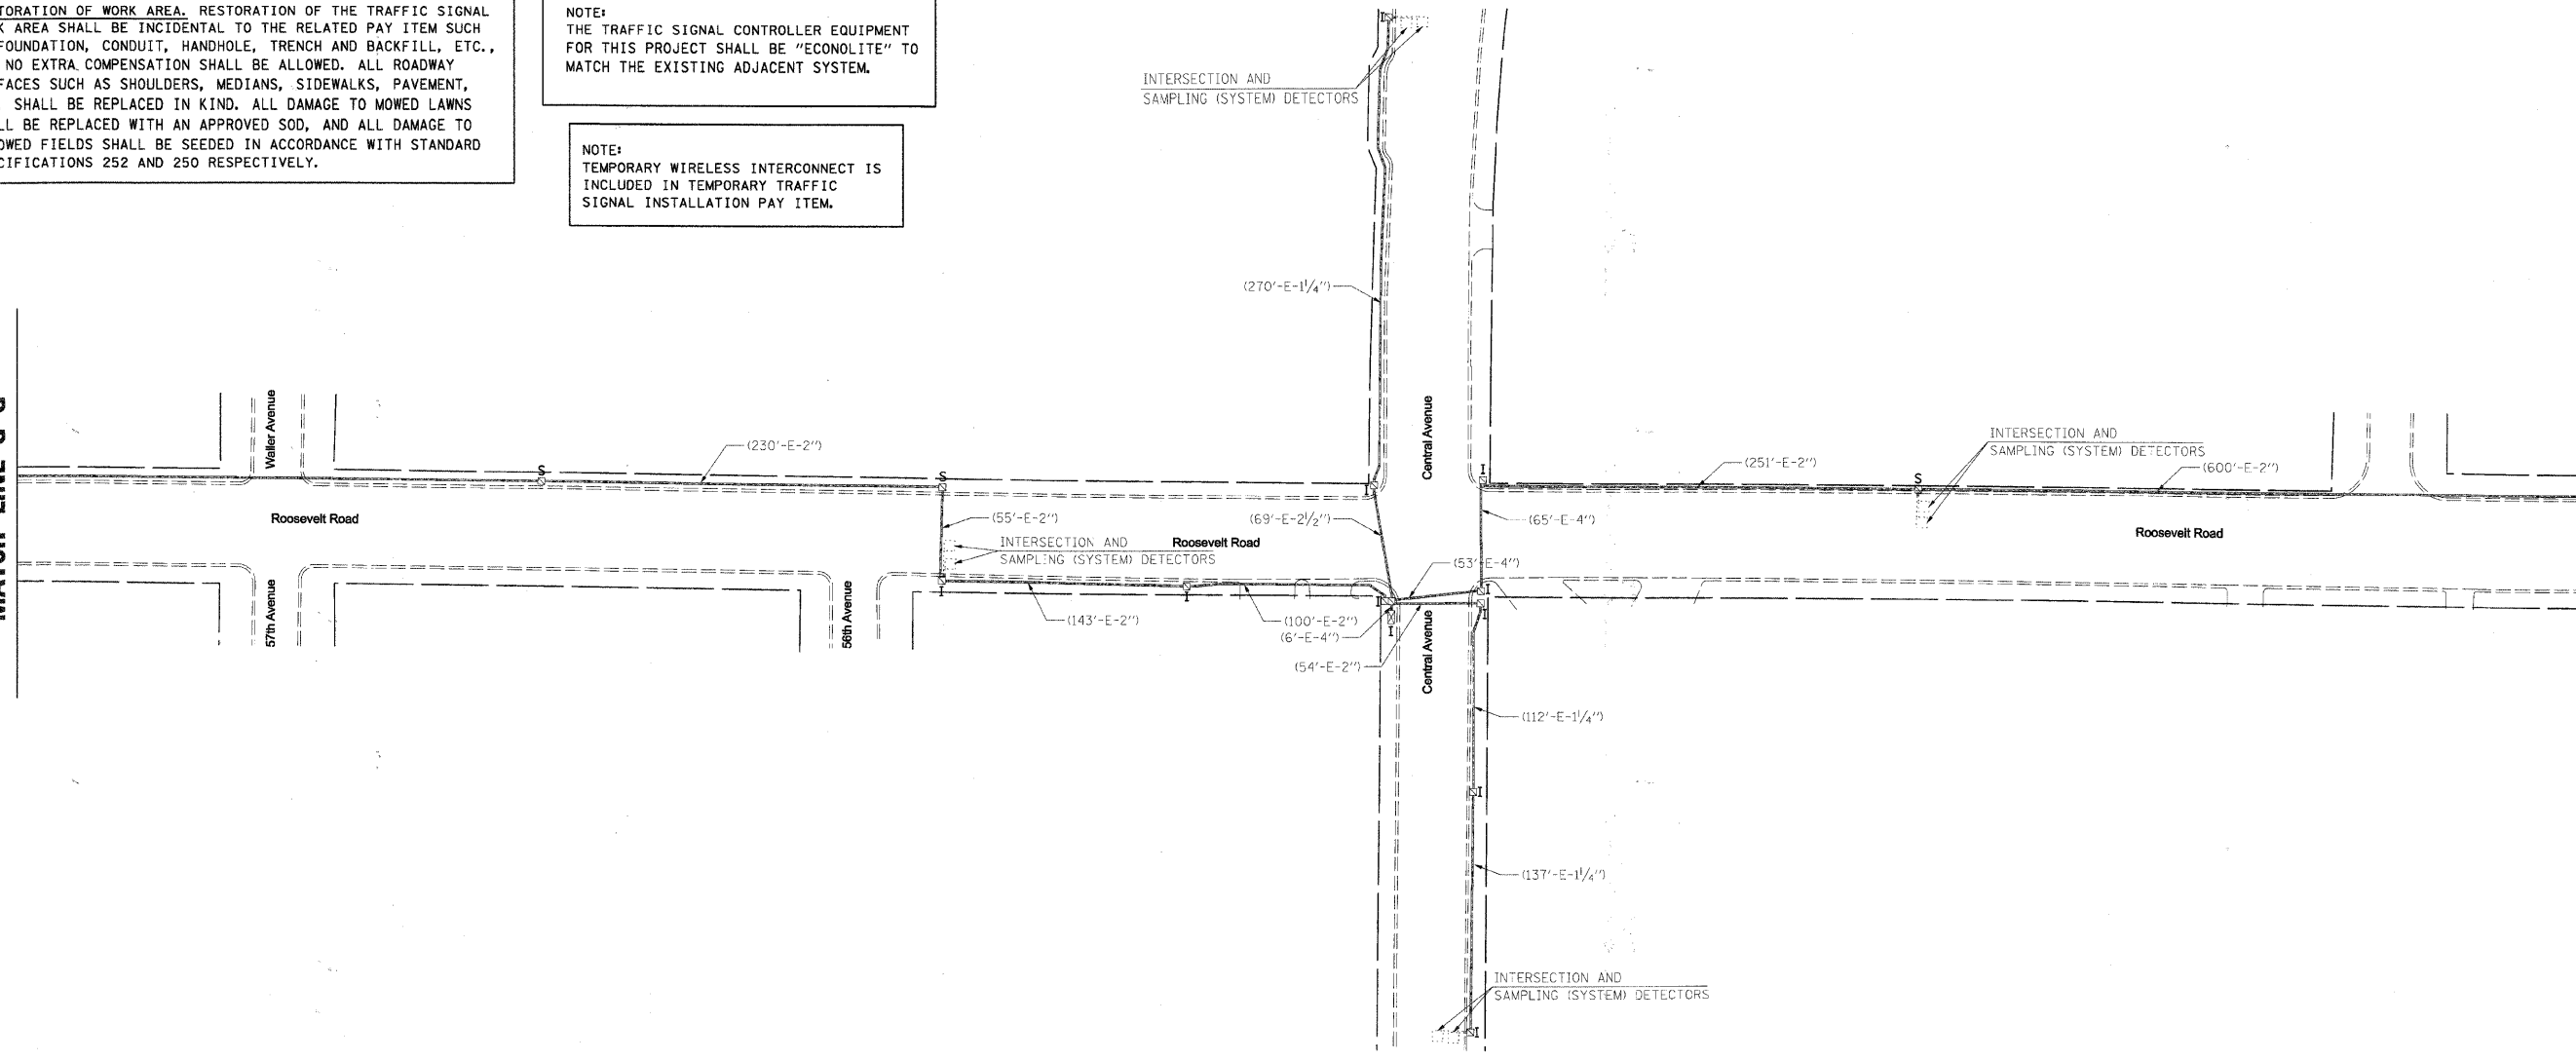 RESTORATION OF THE TRAFFIC SIGNAL
AREA SHALL BE INCIDENTAL TO THE RELATED PAY ITEM SUCH
FOUNDATION, CONDUIT, HANDHOLE, TRENCH AND BACKFILL, ETC.,
NO EXTRA COMPENSATION SHALL BE ALLOWED. ALL ROADWAY
FACES SUCH AS SHOULDERS, MEDIANS, SIDEWALKS, PAVEMENT,
SHALL BE REPLACED IN KIND. ALL DAMAGE TO MOWED LAWNS
LL BE REPLACED WITH AN APPROVED SOD, AND ALL DAMAGE TO
OWED FIELDS SHALL BE SEEDED IN ACCORDANCE WITH STANDARD
CIFICATIONS 252 AND 250 RESPECTIVELY.
NOTE:
THE TRAFFIC SIGNAL CONTROLLER EQUIPMENT
FOR THIS PROJECT SHALL BE "ECONOLITE" TO
MATCH THE EXISTING ADJACENT SYSTEM.
NOTE:
TEMPORARY WIRELESS INTERCONNECT IS
INCLUDED IN TEMPORARY TRAFFIC
SIGNAL INSTALLATION PAY ITEM.
I
INTERSECTION AND
SAMPLING (SYSTEM) DETECTORS
(270'-E-1 1/4")
Waller Avenue
Central Avenue
(230'-E-2")
S
S
I
I
(251'-E-2")
INTERSECTION AND
SAMPLING (SYSTEM) DETECTORS
S
(600'-E-2")
Roosevelt Road
(55'-E-2")
(69'-E-2 1/2")
(65'-E-4")
Roosevelt Road
INTERSECTION AND
SAMPLING (SYSTEM) DETECTORS
Roosevelt Road
(53'-E-4")
57th Avenue
56th Avenue
I
I
I
I
I
I
(143'-E-2")
(100'-E-2")
(6'-E-4")
(54'-E-2")
Central Avenue
(112'-E-1 1/4")
I
(137'-E-1 1/4")
INTERSECTION AND
SAMPLING (SYSTEM) DETECTORS
I